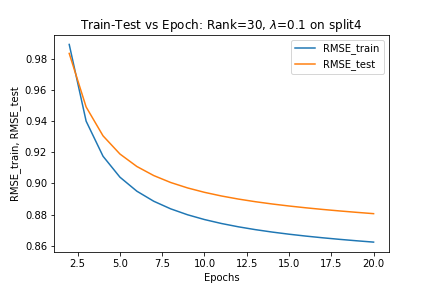 Train-Test vs Epoch: Rank=30, λ=0.1 on split4
RMSE_train
RMSE_test
RMSE_train, RMSE_test
0.98
0.96
0.94
0.92
0.90
0.88
0.86
2.5 5.0 7.5 10.0 12.5 15.0 17.5 20.0
Epochs